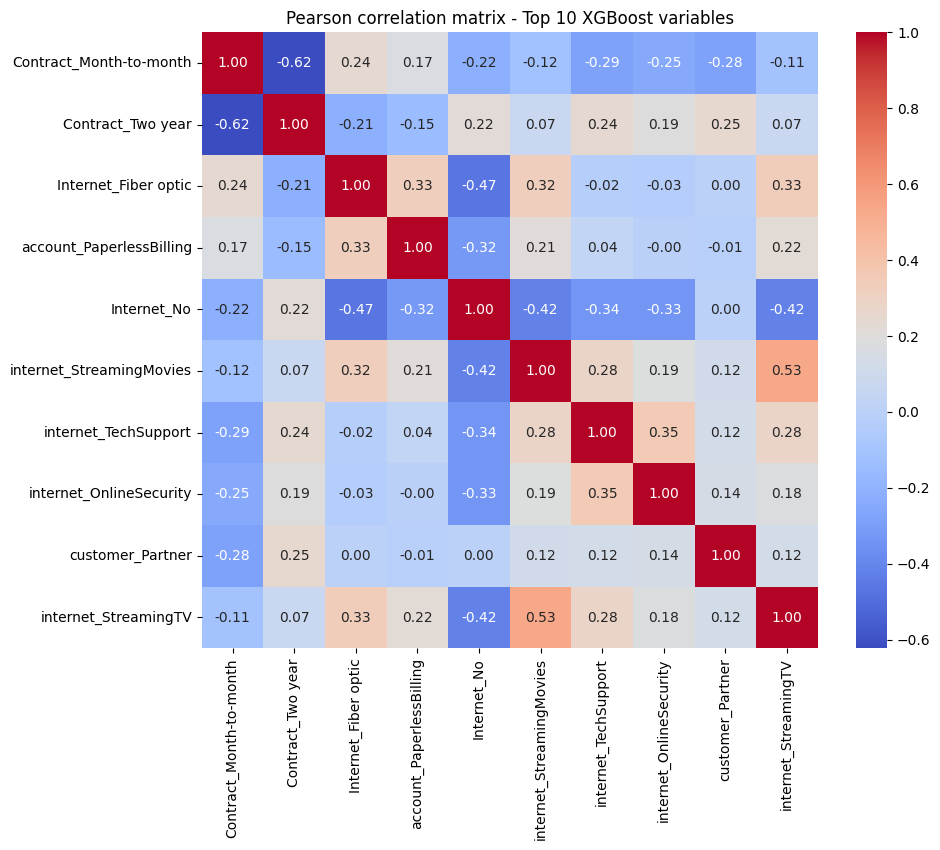 Pearson correlation matrix - Top 10 XGBoost variables
Contract_Month-to-month 1.00 -0.62 0.24 0.17 -0.22 -0.12 -0.29 -0.25 -0.28 -0.11
Contract_Two year -0.62 1.00 -0.21 -0.15 0.22 0.07 0.24 0.19 0.25 0.07
Internet_Fiber optic 0.24 -0.21 1.00 0.33 -0.47 0.32 -0.02 -0.03 0.00 0.33
account_PaperlessBilling 0.17 -0.15 0.33 1.00 -0.32 0.21 0.04 -0.00 -0.01 0.22
Internet_No -0.22 0.22 -0.47 -0.32 1.00 -0.42 -0.34 -0.33 0.00 -0.42
internet_StreamingMovies -0.12 0.07 0.32 0.21 -0.42 1.00 0.28 0.19 0.12 0.53
internet_TechSupport -0.29 0.24 -0.02 0.04 -0.34 0.28 1.00 0.35 0.12 0.28
internet_OnlineSecurity -0.25 0.19 -0.03 -0.00 -0.33 0.19 0.35 1.00 0.14 0.18
customer_Partner -0.28 0.25 0.00 -0.01 0.00 0.12 0.12 0.14 1.00 0.12
internet_StreamingTV -0.11 0.07 0.33 0.22 -0.42 0.53 0.28 0.18 0.12 1.00
Contract_Month-to-month
Contract_Two year
Internet_Fiber optic
account_PaperlessBilling
Internet_No
internet_StreamingMovies
internet_TechSupport
internet_OnlineSecurity
customer_Partner
internet_StreamingTV
1.0
0.8
0.6
0.4
0.2
0.0
−0.2
−0.4
−0.6